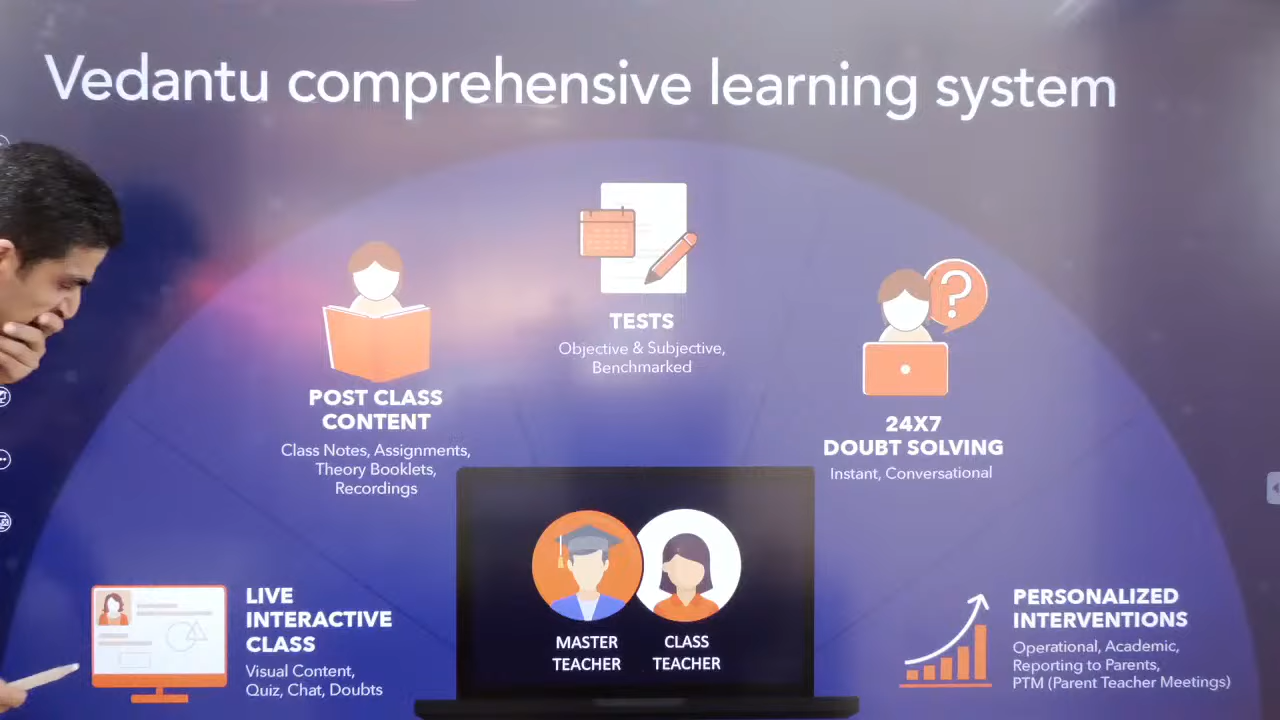 Vedantu comprehensive learning system
TESTS
Objective & Subjective,
Benchmarked
POST CLASS
CONTENT
Class Notes, Assignments,
Theory Booklets,
Recordings
24X7
DOUBT SOLVING
Instant, Conversational
LIVE
INTERACTIVE
CLASS
Visual Content,
Quiz, Chat, Doubts
MASTER
TEACHER
CLASS
TEACHER
PERSONALIZED
INTERVENTIONS
Operational, Academic,
Reporting to Parents,
PTM (Parent Teacher Meetings)